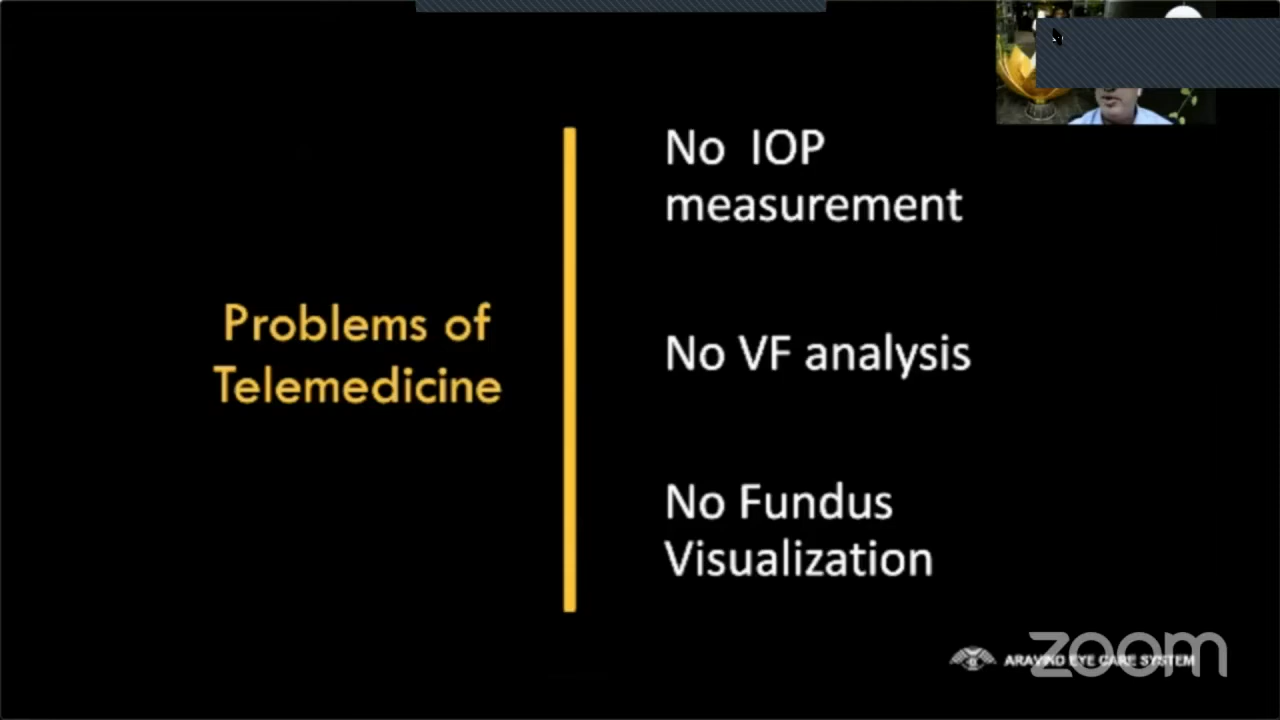 Problems of
Telemedicine
No IOP
measurement
No VF analysis
No Fundus
Visualization
ARAVIND EYE CARE SYSTEM
zoom